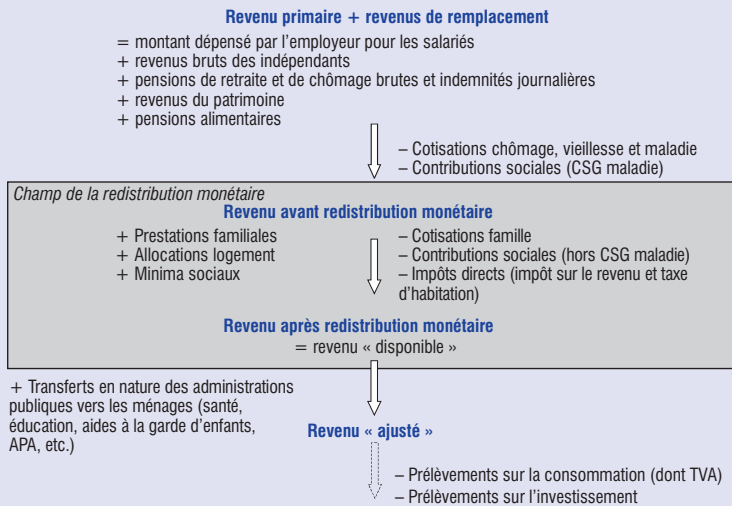 Revenu primaire + revenus de remplacement
= montant dépensé par l’employeur pour les salariés
+ revenus bruts des indépendants
+ pensions de retraite et de chômage brutes et indemnités journalières
+ revenus du patrimoine
+ pensions alimentaires
– Cotisations chômage, vieillesse et maladie
– Contributions sociales (CSG maladie)
Champ de la redistribution monétaire
Revenu avant redistribution monétaire
+ Prestations familiales
+ Allocations logement
+ Minima sociaux
– Cotisations famille
– Contributions sociales (hors CSG maladie)
– Impôts directs (impôt sur le revenu et taxe
d’habitation)
Revenu après redistribution monétaire
= revenu « disponible »
+ Transferts en nature des administrations
publiques vers les ménages (santé,
éducation, aides à la garde d’enfants,
APA, etc.)
Revenu « ajusté »
– Prélèvements sur la consommation (dont TVA)
– Prélèvements sur l’investissement